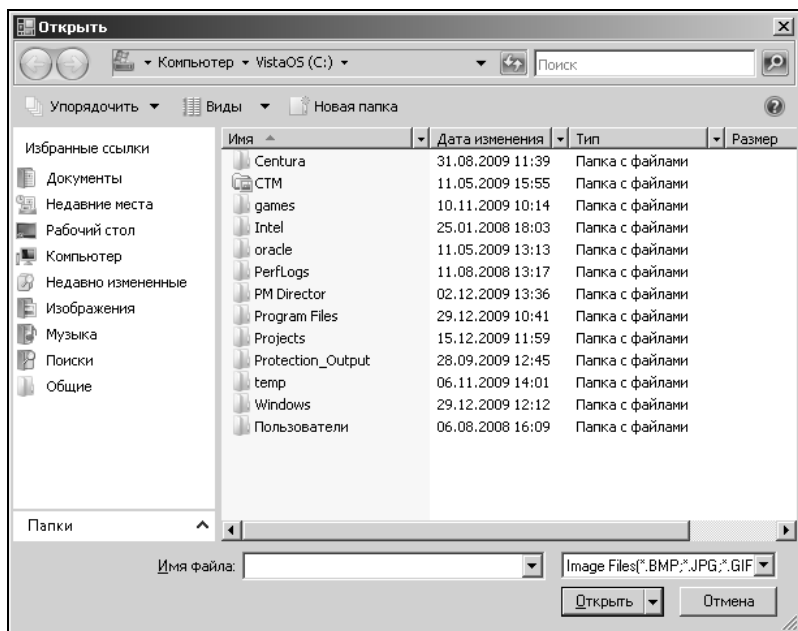 Открыть
Компьютер VistaOS (C:) Поиск
Упорядочить Виды Новая папка
Избранные ссылки
Документы
Недавние места
Рабочий стол
Компьютер
Недавно измененные
Изображения
Музыка
Поиски
Общие
Папки
Имя Дата изменения Тип Размер
Centura 31.08.2009 11:39 Папка с файлами
CTM 11.05.2009 15:55 Папка с файлами
games 10.11.2009 10:14 Папка с файлами
Intel 25.01.2008 18:03 Папка с файлами
oracle 11.05.2009 13:13 Папка с файлами
PerfLogs 11.08.2008 13:17 Папка с файлами
PM Director 02.12.2009 13:36 Папка с файлами
Program Files 29.12.2009 10:41 Папка с файлами
Projects 15.12.2009 11:59 Папка с файлами
Protection_Output 28.09.2009 12:45 Папка с файлами
temp 06.11.2009 14:01 Папка с файлами
Windows 29.12.2009 12:12 Папка с файлами
Пользователи 06.08.2008 16:09 Папка с файлами
Имя файла: Image Files(*.BMP;*.JPG;*.GIF
Открыть Отмена